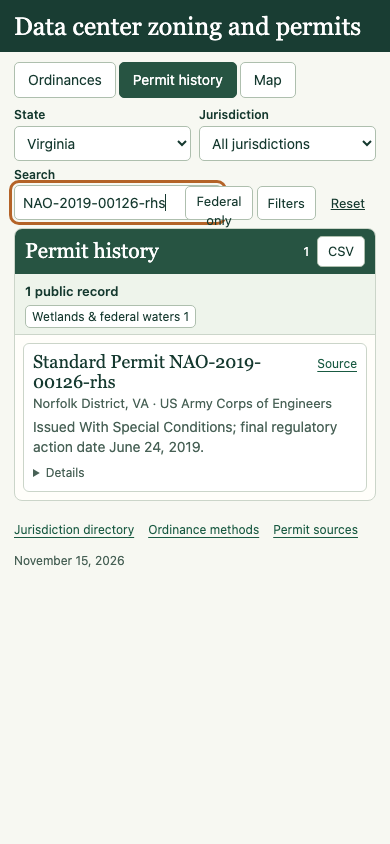 Data center zoning and permits
Ordinances
Permit history
Map
State
Jurisdiction
Virginia
All jurisdictions
Search
NAO-2019-00126-rhs
Federal
only
Filters
Reset
Permit history
1
CSV
1 public record
Wetlands & federal waters 1
Standard Permit NAO-2019-
00126-rhs
Source
Norfolk District, VA · US Army Corps of Engineers
Issued With Special Conditions; final regulatory
action date June 24, 2019.
Details
Jurisdiction directory
Ordinance methods
Permit sources
November 15, 2026